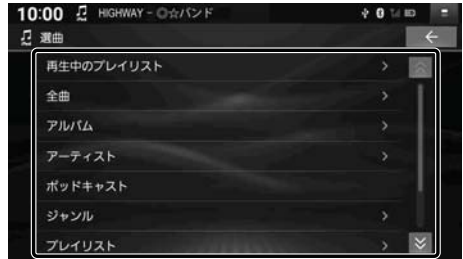 10:00 HIGHWAY - ◎☆バンド
選曲
再生中のプレイリスト
全曲
アルバム
アーティスト
ポッドキャスト
ジャンル
プレイリスト